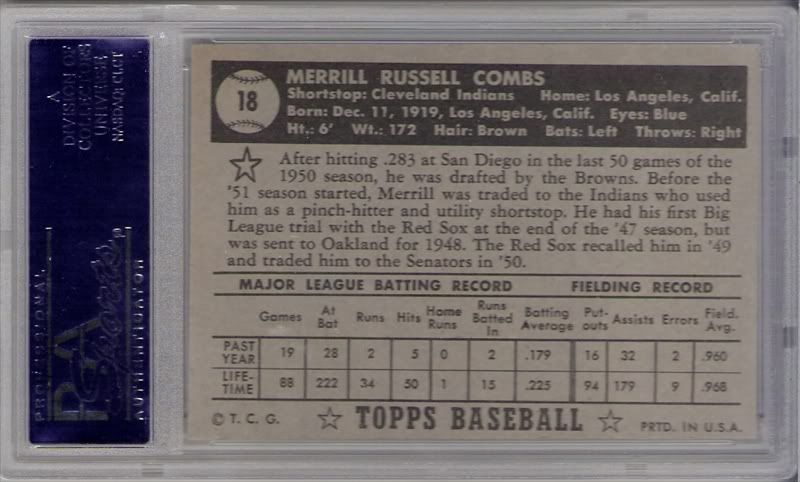 A
DIVISION OF
COLLECTORS
UNIVERSE
NASDAQ: CLCT
PROFESSIONAL
PSA
Sports
AUTHENTICATOR
18
MERRILL RUSSELL COMBS
Shortstop: Cleveland Indians Home: Los Angeles, Calif.
Born: Dec. 11, 1919, Los Angeles, Calif. Eyes: Blue
Ht.: 6' Wt.: 172 Hair: Brown Bats: Left Throws: Right
After hitting .283 at San Diego in the last 50 games of the
1950 season, he was drafted by the Browns. Before the
'51 season started, Merrill was traded to the Indians who used
him as a pinch-hitter and utility shortstop. He had his first Big
League trial with the Red Sox at the end of the '47 season, but
was sent to Oakland for 1948. The Red Sox recalled him in '49
and traded him to the Senators in '50.
MAJOR LEAGUE BATTING RECORD FIELDING RECORD
Games At Bat Runs Hits Home Runs Runs Batted In Batting Average Put-outs Assists Errors Field. Avg.
PAST YEAR 19 28 2 5 0 2 .179 16 32 2 .960
LIFE-TIME 88 222 34 50 1 15 .225 94 179 9 .968
© T. C. G. TOPPS BASEBALL PRTD. IN U.S.A.